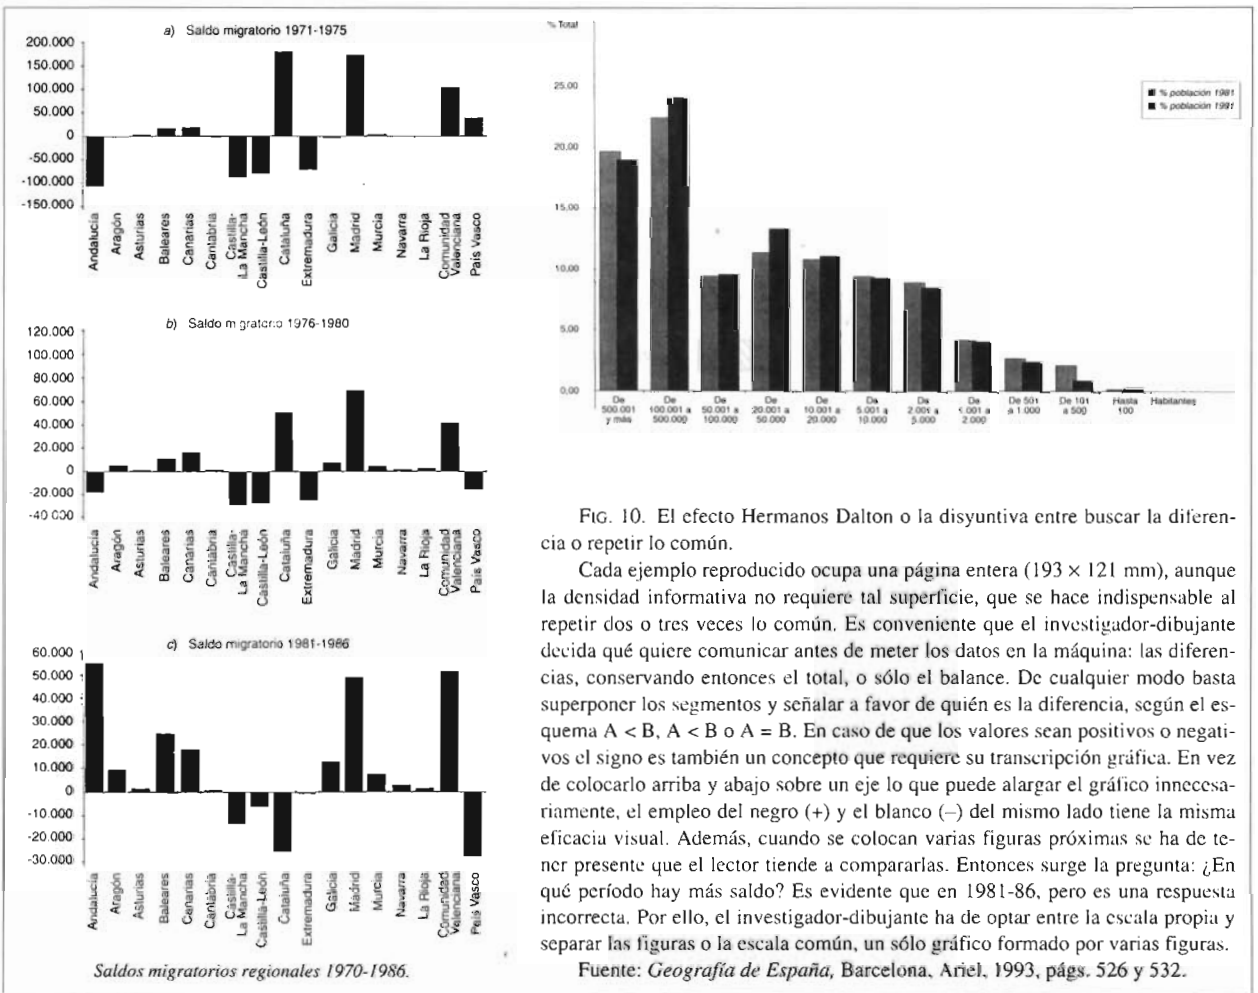 a) Saldo migratorio 1971-1975
200.000
150.000
100.000
50.000
0
-50.000
-100.000
-150.000
Andalucía
Aragón
Asturias
Baleares
Canarias
Cantabria
Castilla-
La Mancha
Castilla-León
Cataluña
Extremadura
Galicia
Madrid
Murcia
Navarra
La Rioja
Comunidad
Valenciana
País Vasco
b) Saldo migratorio 1976-1980
120.000
100.000
80.000
60.000
40.000
20.000
0
-20.000
-40.000
Andalucía
Aragón
Asturias
Baleares
Canarias
Cantabria
Castilla-
La Mancha
Castilla-León
Cataluña
Extremadura
Galicia
Madrid
Murcia
Navarra
La Rioja
Comunidad
Valenciana
País Vasco
c) Saldo migratorio 1981-1986
60.000
50.000
40.000
30.000
20.000
10.000
0
-10.000
-20.000
-30.000
Andalucía
Aragón
Asturias
Baleares
Canarias
Cantabria
Castilla-
La Mancha
Castilla-León
Cataluña
Extremadura
Galicia
Madrid
Murcia
Navarra
La Rioja
Comunidad
Valenciana
País Vasco
Saldos migratorios regionales 1970-1986.
% Total
25.00
20,00
15,00
10,00
5,00
0,00
% población 1981
% población 1991
De
500.001
y más
De
100.001 a
500.000
De
50.001 a
100.000
De
20.001 a
50.000
De
10.001 a
20.000
De
5.001 a
10.000
De
2.001 a
5.000
De
1.001 a
2.000
De 501
a 1.000
De 101
a 500
Hasta
100
Habitantes
FIG. 10. El efecto Hermanos Dalton o la disyuntiva entre buscar la diferen-
cia o repetir lo común.
Cada ejemplo reproducido ocupa una página entera (193 × 121 mm), aunque
la densidad informativa no requiere tal superficie, que se hace indispensable al
repetir dos o tres veces lo común. Es conveniente que el investigador-dibujante
decida qué quiere comunicar antes de meter los datos en la máquina: las diferen-
cias, conservando entonces el total, o sólo el balance. De cualquier modo basta
superponer los segmentos y señalar a favor de quién es la diferencia, según el es-
quema A < B, A < B o A = B. En caso de que los valores sean positivos o negati-
vos el signo es también un concepto que requiere su transcripción gráfica. En vez
de colocarlo arriba y abajo sobre un eje lo que puede alargar el gráfico innecesa-
riamente, el empleo del negro (+) y el blanco (–) del mismo lado tiene la misma
eficacia visual. Además, cuando se colocan varias figuras próximas se ha de te-
ner presente que el lector tiende a compararlas. Entonces surge la pregunta: ¿En
qué período hay más saldo? Es evidente que en 1981-86, pero es una respuesta
incorrecta. Por ello, el investigador-dibujante ha de optar entre la escala propia y
separar las figuras o la escala común, un sólo gráfico formado por varias figuras.
Fuente: Geografía de España, Barcelona, Ariel, 1993, págs. 526 y 532.